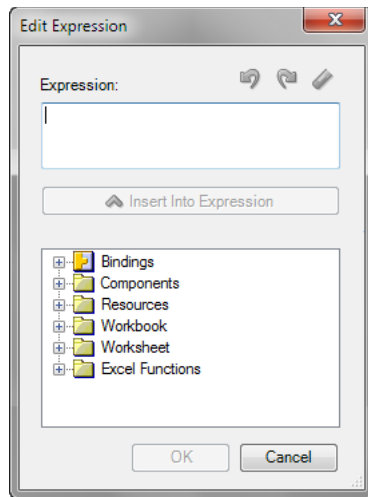 Edit Expression
Expression:
Insert Into Expression
Bindings
Components
Resources
Workbook
Worksheet
Excel Functions
OK
Cancel